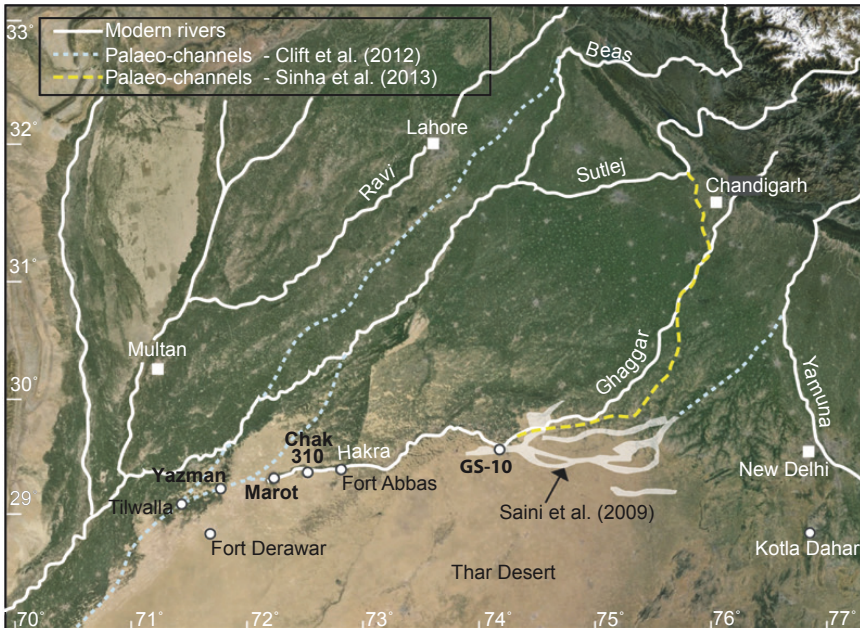 33°
Modern rivers
Palaeo-channels - Clift et al. (2012)
Palaeo-channels - Sinha et al. (2013)
Beas
32°
Lahore
Ravi
Sutlej
Chandigarh
31°
Multan
Ghaggar
Yamuna
30°
Chak
310
Hakra
Yazman
Marot
Fort Abbas
GS-10
New Delhi
29°
Tilwalla
Saini et al. (2009)
Fort Derawar
Kotla Dahar
Thar Desert
70° 71° 72° 73° 74° 75° 76° 77°